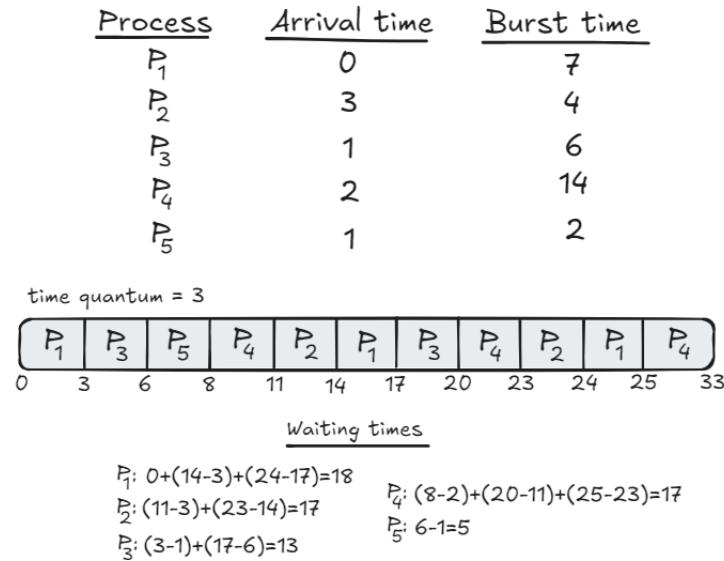 Process Arrival time Burst time
P1 0 7
P2 3 4
P3 1 6
P4 2 14
P5 1 2
time quantum = 3
P1 P3 P5 P4 P2 P1 P3 P4 P2 P1 P4
0 3 6 8 11 14 17 20 23 24 25 33
Waiting times
P1: 0+(14-3)+(24-17)=18
P2: (11-3)+(23-14)=17
P3: (3-1)+(17-6)=13
P4: (8-2)+(20-11)+(25-23)=17
P5: 6-1=5